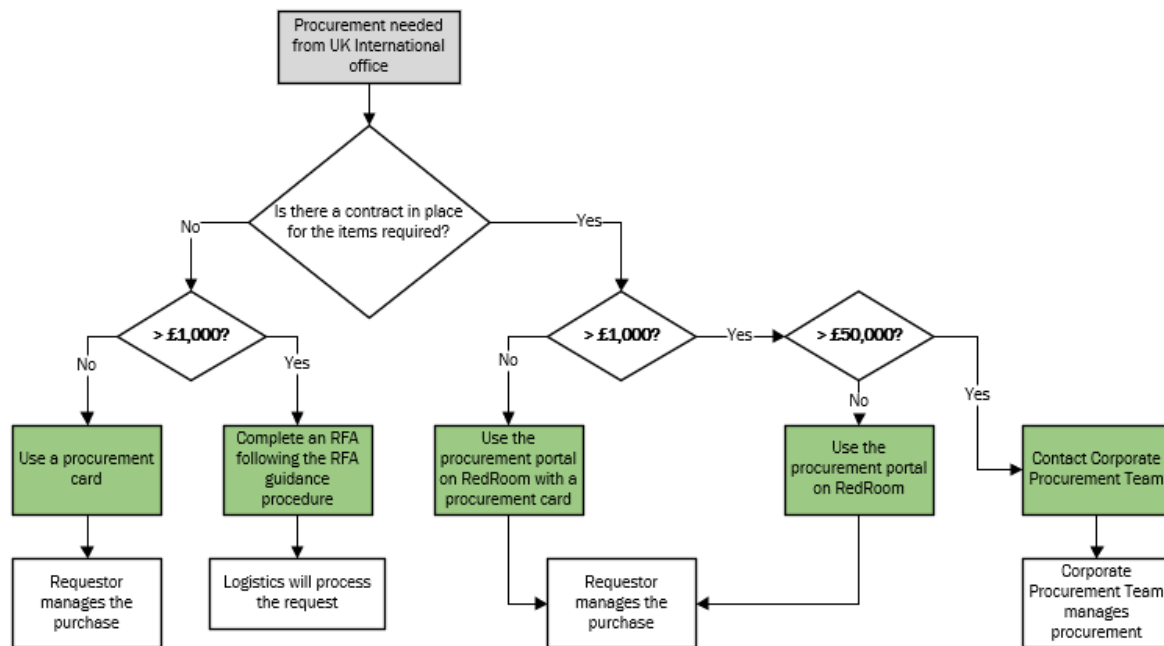 Procurement needed
from UK International
office
Is there a contract in place
for the items required?
No
Yes
> £1,000?
> £1,000?
> £50,000?
No
Yes
No
Yes
No
Yes
Use a procurement
card
Complete an RFA
following the RFA
guidance
procedure
Use the
procurement portal
on RedRoom with a
procurement card
Use the
procurement portal
on RedRoom
Contact Corporate
Procurement Team
Requestor
manages the
purchase
Logistics will process
the request
Requestor
manages the
purchase
Corporate
Procurement Team
manages
procurement